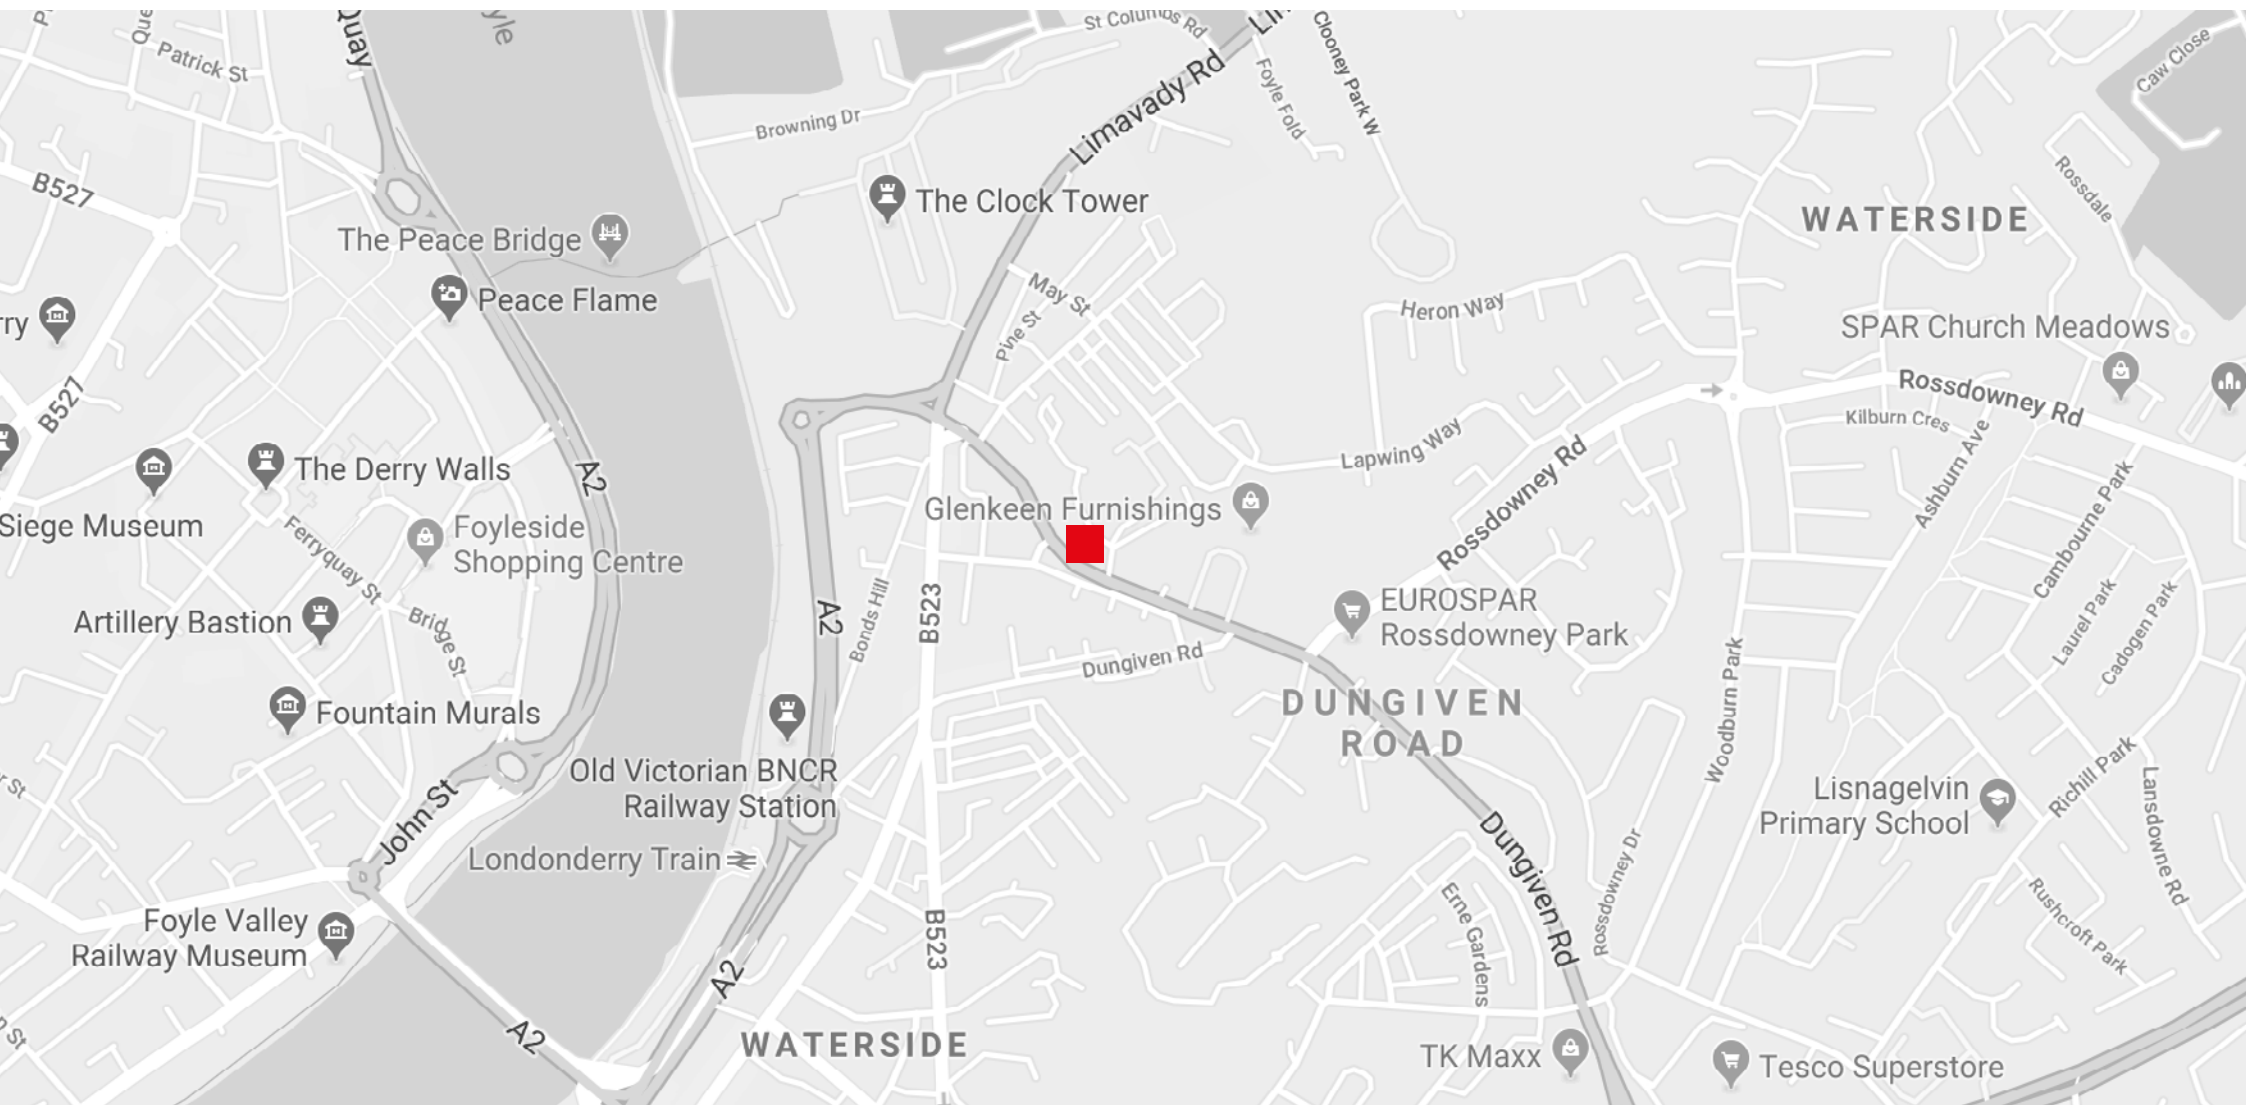 Patrick St
Quay
St Columbs Rd
Clooney Park W
Caw Close
Foyle Fold
Limavady Rd
Browning Dr
Rossdale
B527
The Clock Tower
WATERSIDE
The Peace Bridge
Peace Flame
May St
Pine St
Heron Way
SPAR Church Meadows
B527
Rossdowney Rd
Kilburn Cres
The Derry Walls
A2
Lapwing Way
Rossdowney Rd
Ashburn Ave
Cambourne Park
Siege Museum
Glenkeen Furnishings
Foyleside
Shopping Centre
Ferryquay St
Artillery Bastion
Bridge St
A2
Bonds Hill
B523
EUROSPAR
Rossdowney Park
Laurel Park
Cadogen Park
Dungiven Rd
DUNGIVEN
ROAD
Woodburn Park
Fountain Murals
Old Victorian BNCR
Railway Station
John St
Londonderry Train
Dungiven Rd
Rossdowney Dr
Lisnagelvin
Primary School
Richill Park
Lansdowne Rd
Foyle Valley
Railway Museum
Erne Gardens
Rushcroft Park
B523
A2
A2
WATERSIDE
TK Maxx
Tesco Superstore